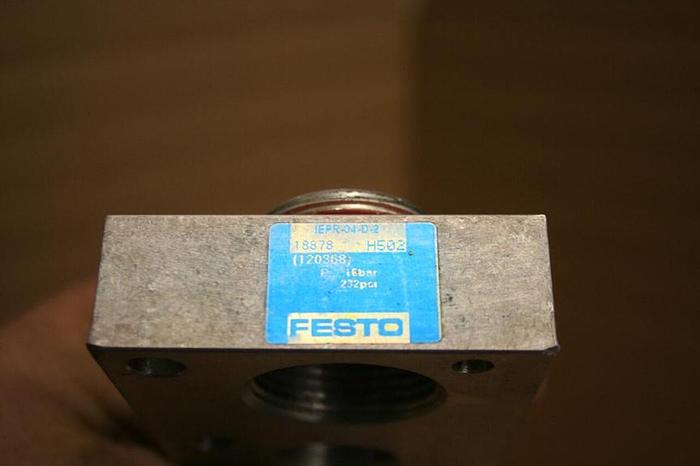 IEPR-04-D-2
18878 H502
(120368)
P 16bar
232psi
FESTO